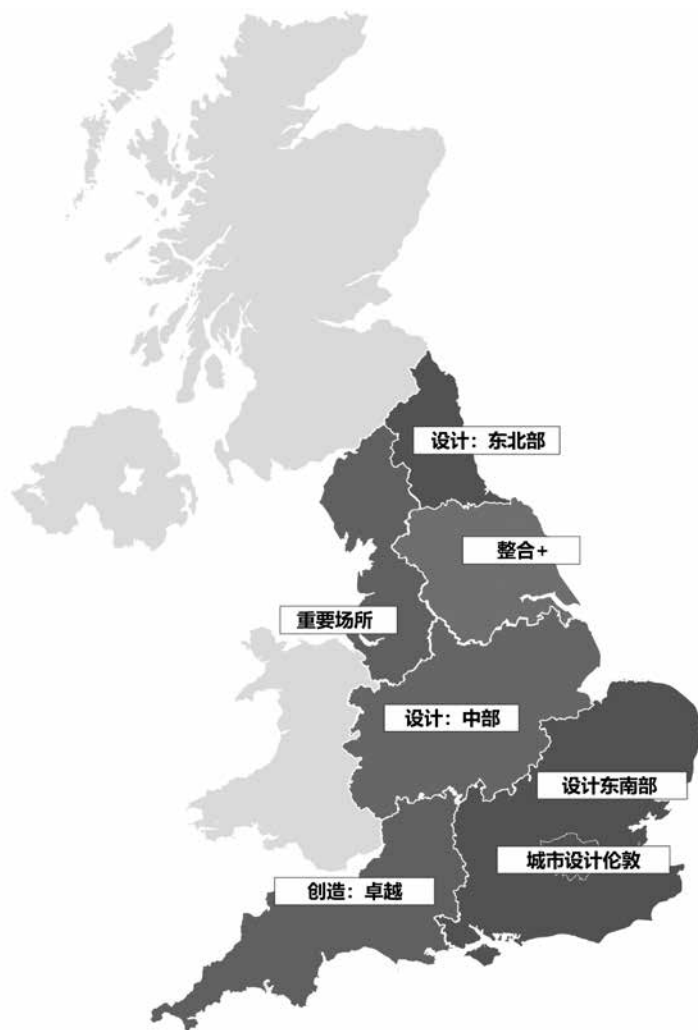 设计：东北部
整合+
重要场所
设计：中部
设计东南部
城市设计伦敦
创造：卓越